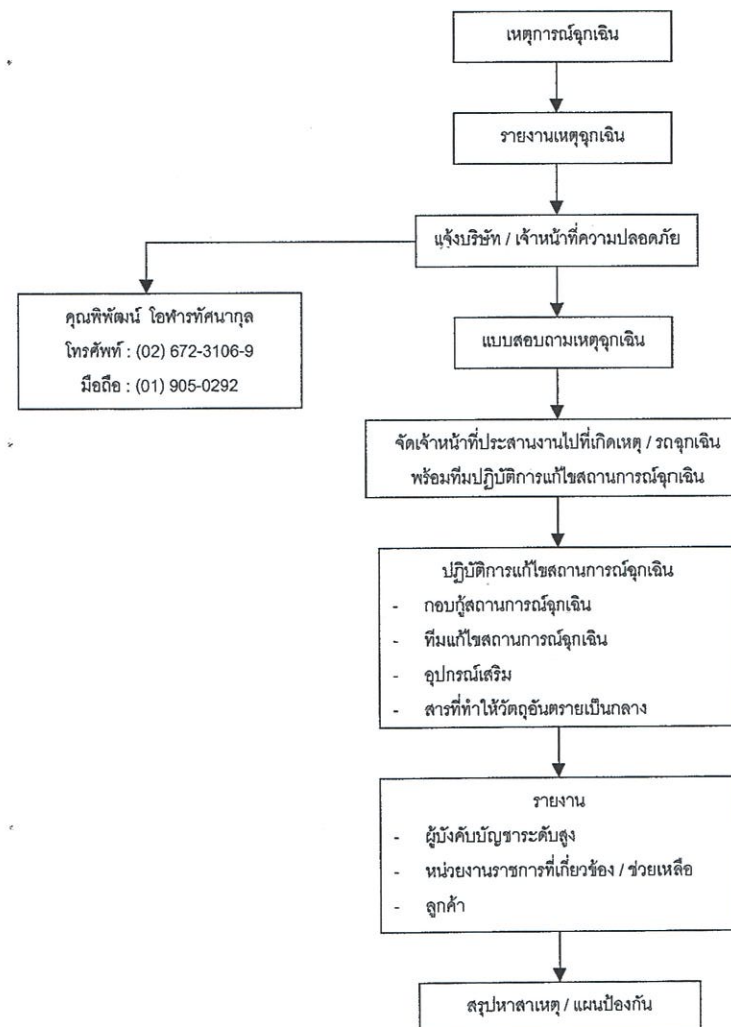 เหตุการณ์ฉุกเฉิน
รายงานเหตุฉุกเฉิน
แจ้งบริษัท / เจ้าหน้าที่ความปลอดภัย
คุณพิพัฒน์ โอฬารทัศนากุล
โทรศัพท์ : (02) 672-3106-9
มือถือ : (01) 905-0292
แบบสอบถามเหตุฉุกเฉิน
จัดเจ้าหน้าที่ประสานงานไปที่เกิดเหตุ / รถฉุกเฉิน
พร้อมทีมปฏิบัติการแก้ไขสถานการณ์ฉุกเฉิน
ปฏิบัติการแก้ไขสถานการณ์ฉุกเฉิน
- กอบกู้สถานการณ์ฉุกเฉิน
- ทีมแก้ไขสถานการณ์ฉุกเฉิน
- อุปกรณ์เสริม
- สารที่ทำให้วัตถุอันตรายเป็นกลาง
รายงาน
- ผู้บังคับบัญชาระดับสูง
- หน่วยงานราชการที่เกี่ยวข้อง / ช่วยเหลือ
- ลูกค้า
สรุปหาสาเหตุ / แผนป้องกัน